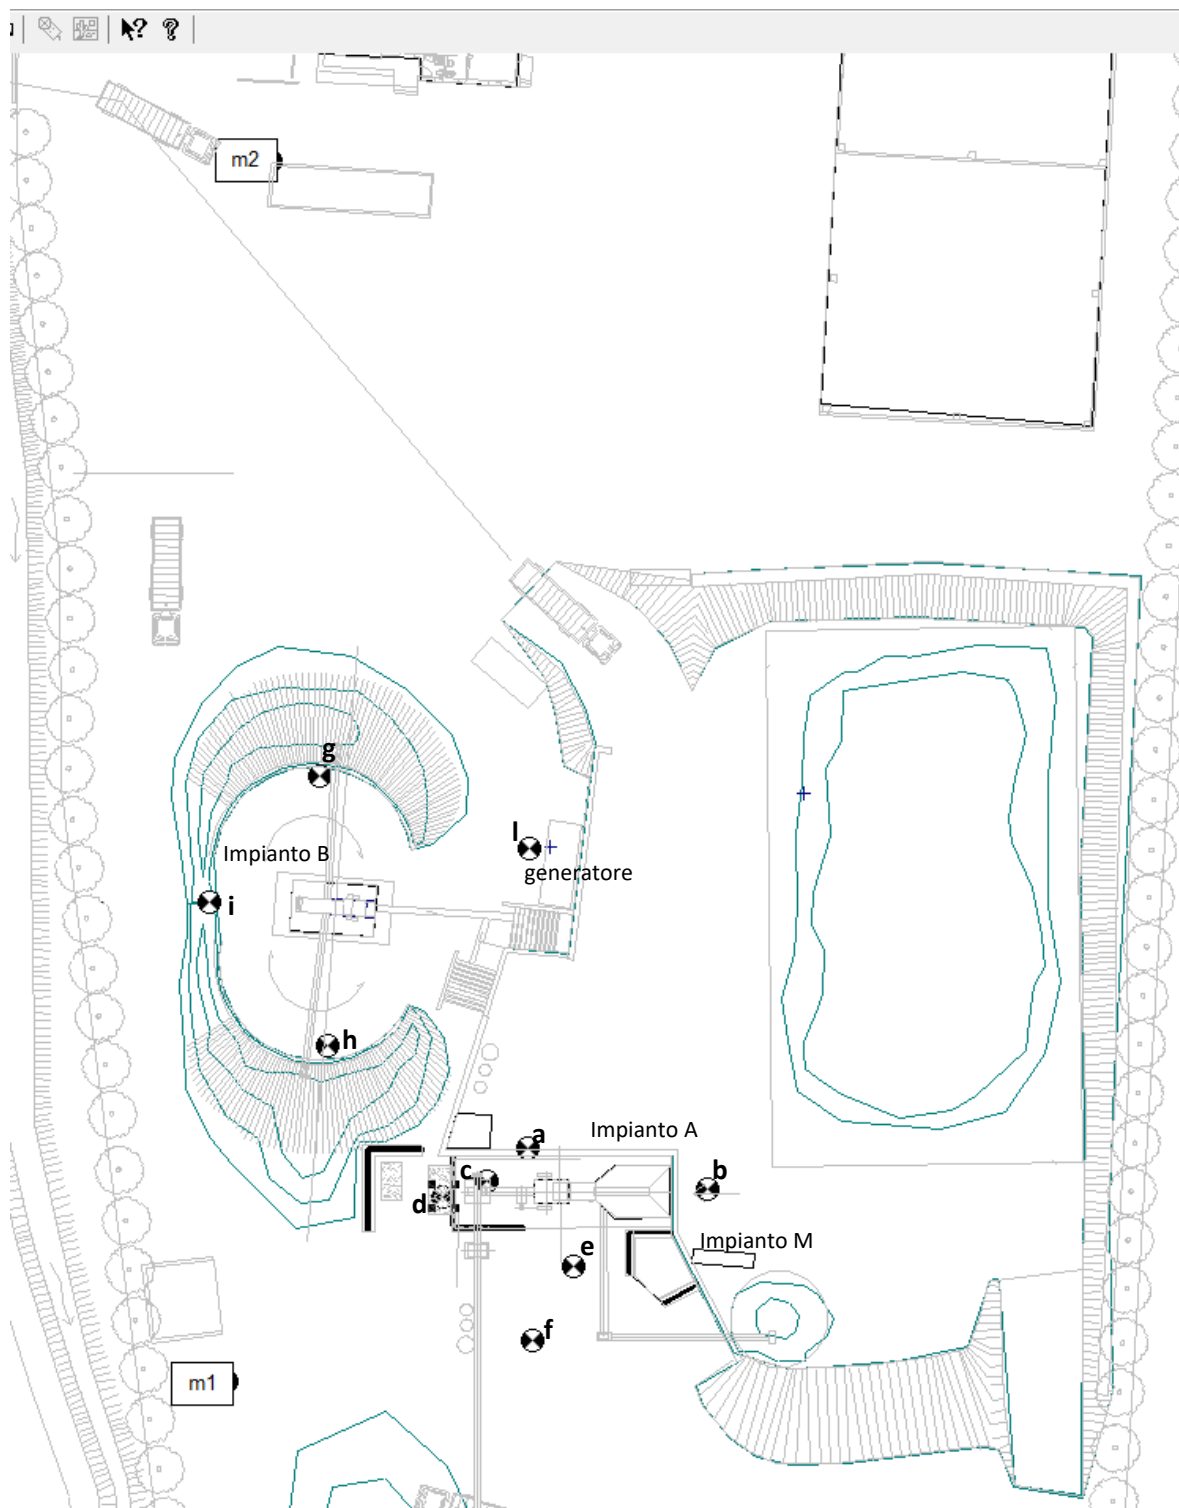 m2
g
l
Impianto B
generatore
i
h
Impianto A
a
c
b
d
Impianto M
e
f
m1